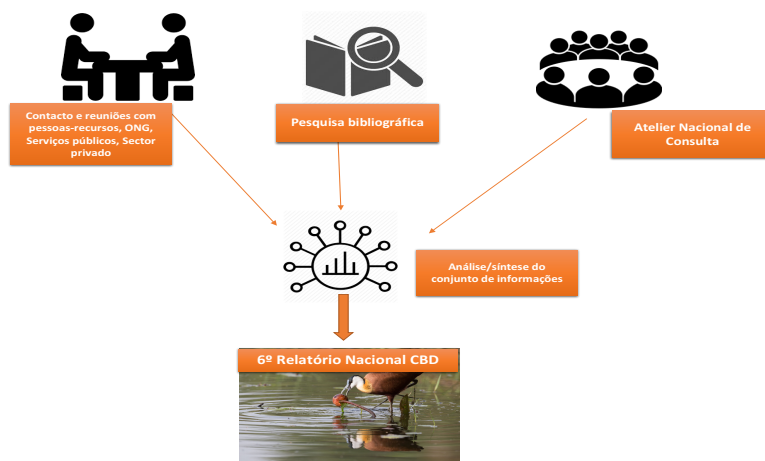 Contacto e reuniões com
pessoas-recursos, ONG,
Serviços públicos, Sector
privado
Pesquisa bibliográfica
Atelier Nacional de
Consulta
Análise/síntese do
conjunto de informações
6º Relatório Nacional CBD